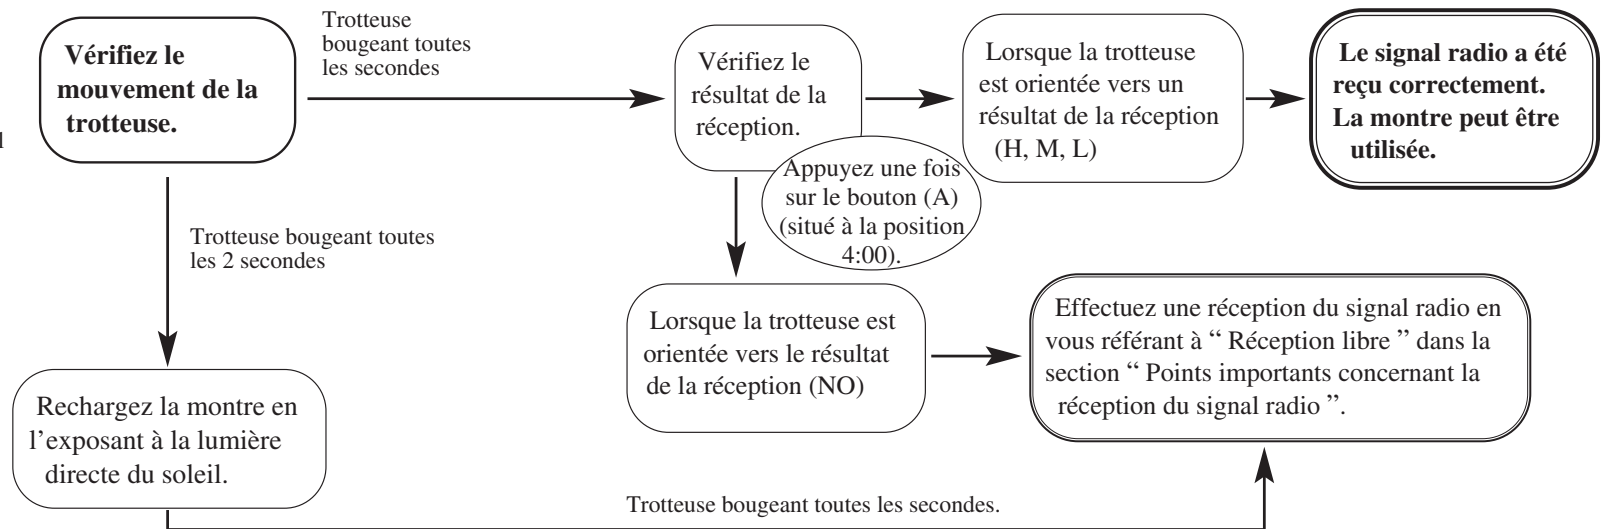 Vérifiez le
mouvement de la
trotteuse.
Trotteuse
bougeant toutes
les secondes
Vérifiez le
résultat de la
réception.
Appuyez une fois
sur le bouton (A)
(situé à la position
4:00).
Lorsque la trotteuse
est orientée vers un
résultat de la réception
(H, M, L)
Le signal radio a été
reçu correctement.
La montre peut être
utilisée.
Trotteuse bougeant toutes
les 2 secondes
Lorsque la trotteuse est
orientée vers le résultat
de la réception (NO)
Effectuez une réception du signal radio en
vous référant à “ Réception libre ” dans la
section “ Points importants concernant la
réception du signal radio ”.
Rechargez la montre en
l’exposant à la lumière
directe du soleil.
Trotteuse bougeant toutes les secondes.